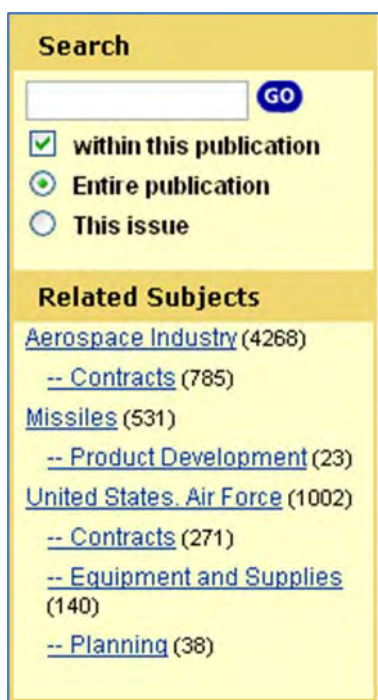 Search
GO
within this publication
Entire publication
This issue
Related Subjects
Aerospace Industry (4268)
-- Contracts (785)
Missiles (531)
-- Product Development (23)
United States. Air Force (1002)
-- Contracts (271)
-- Equipment and Supplies
(140)
-- Planning (38)